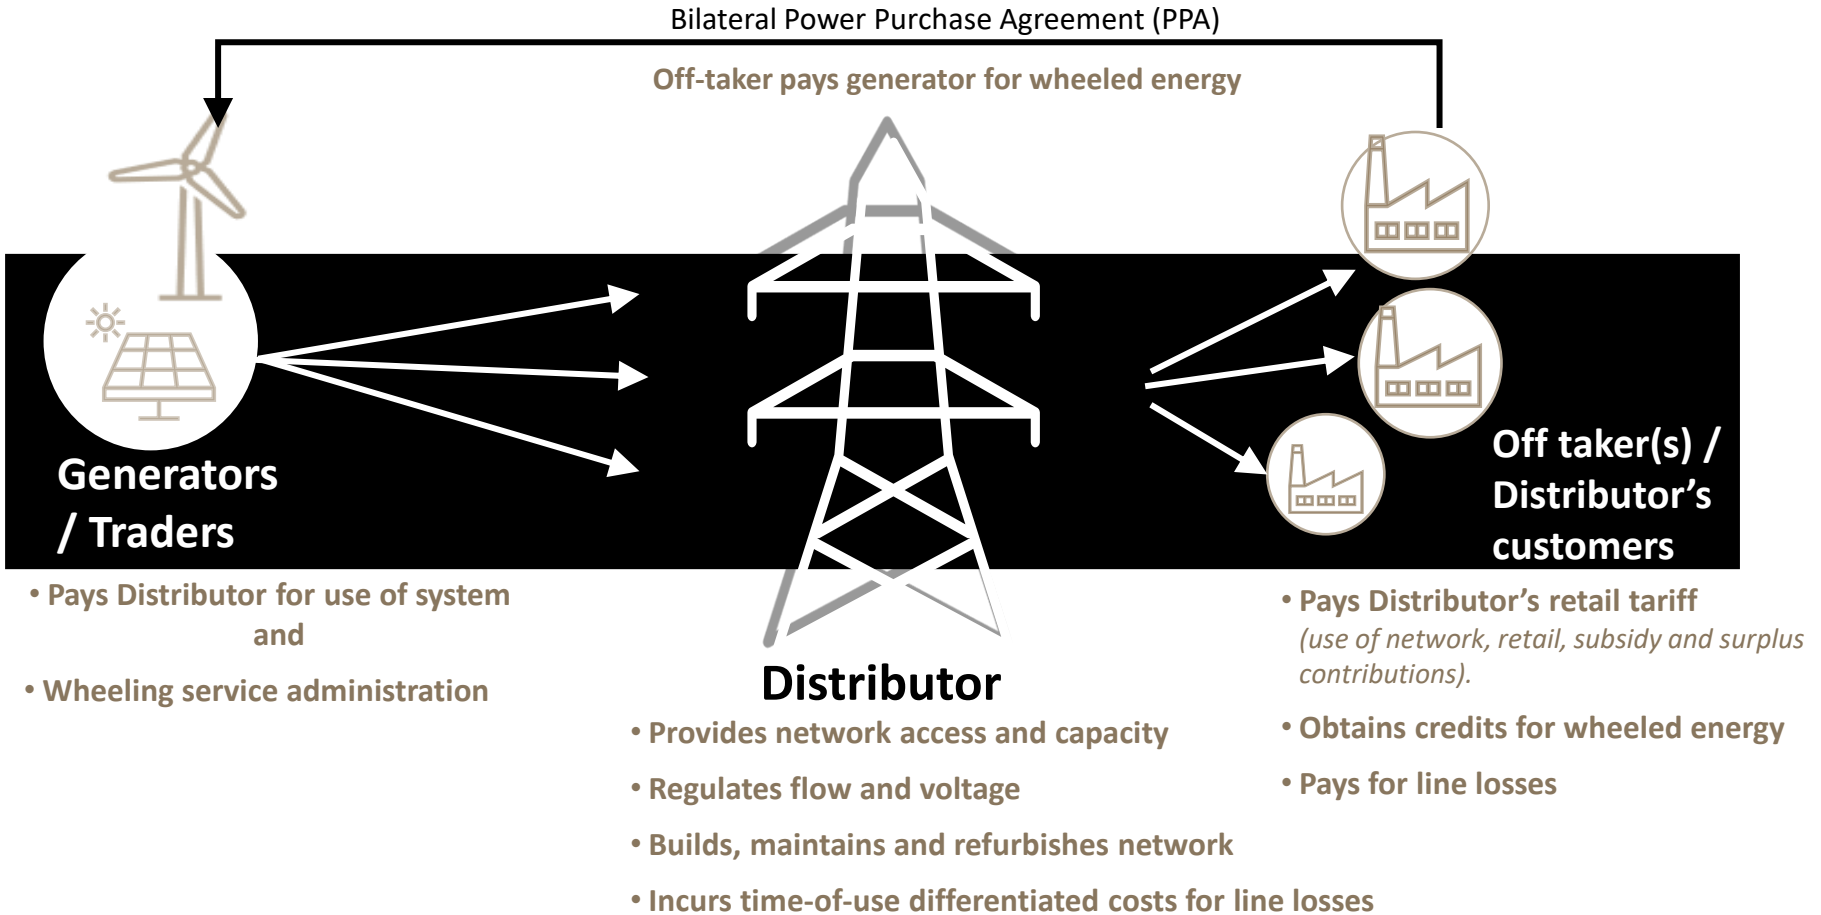 Bilateral Power Purchase Agreement (PPA)
Off-taker pays generator for wheeled energy
Generators
/ Traders
• Pays Distributor for use of system
and
• Wheeling service administration
Distributor
• Provides network access and capacity
• Regulates flow and voltage
• Builds, maintains and refurbishes network
• Incurs time-of-use differentiated costs for line losses
Off taker(s) /
Distributor’s
customers
• Pays Distributor’s retail tariff
(use of network, retail, subsidy and surplus
contributions).
• Obtains credits for wheeled energy
• Pays for line losses